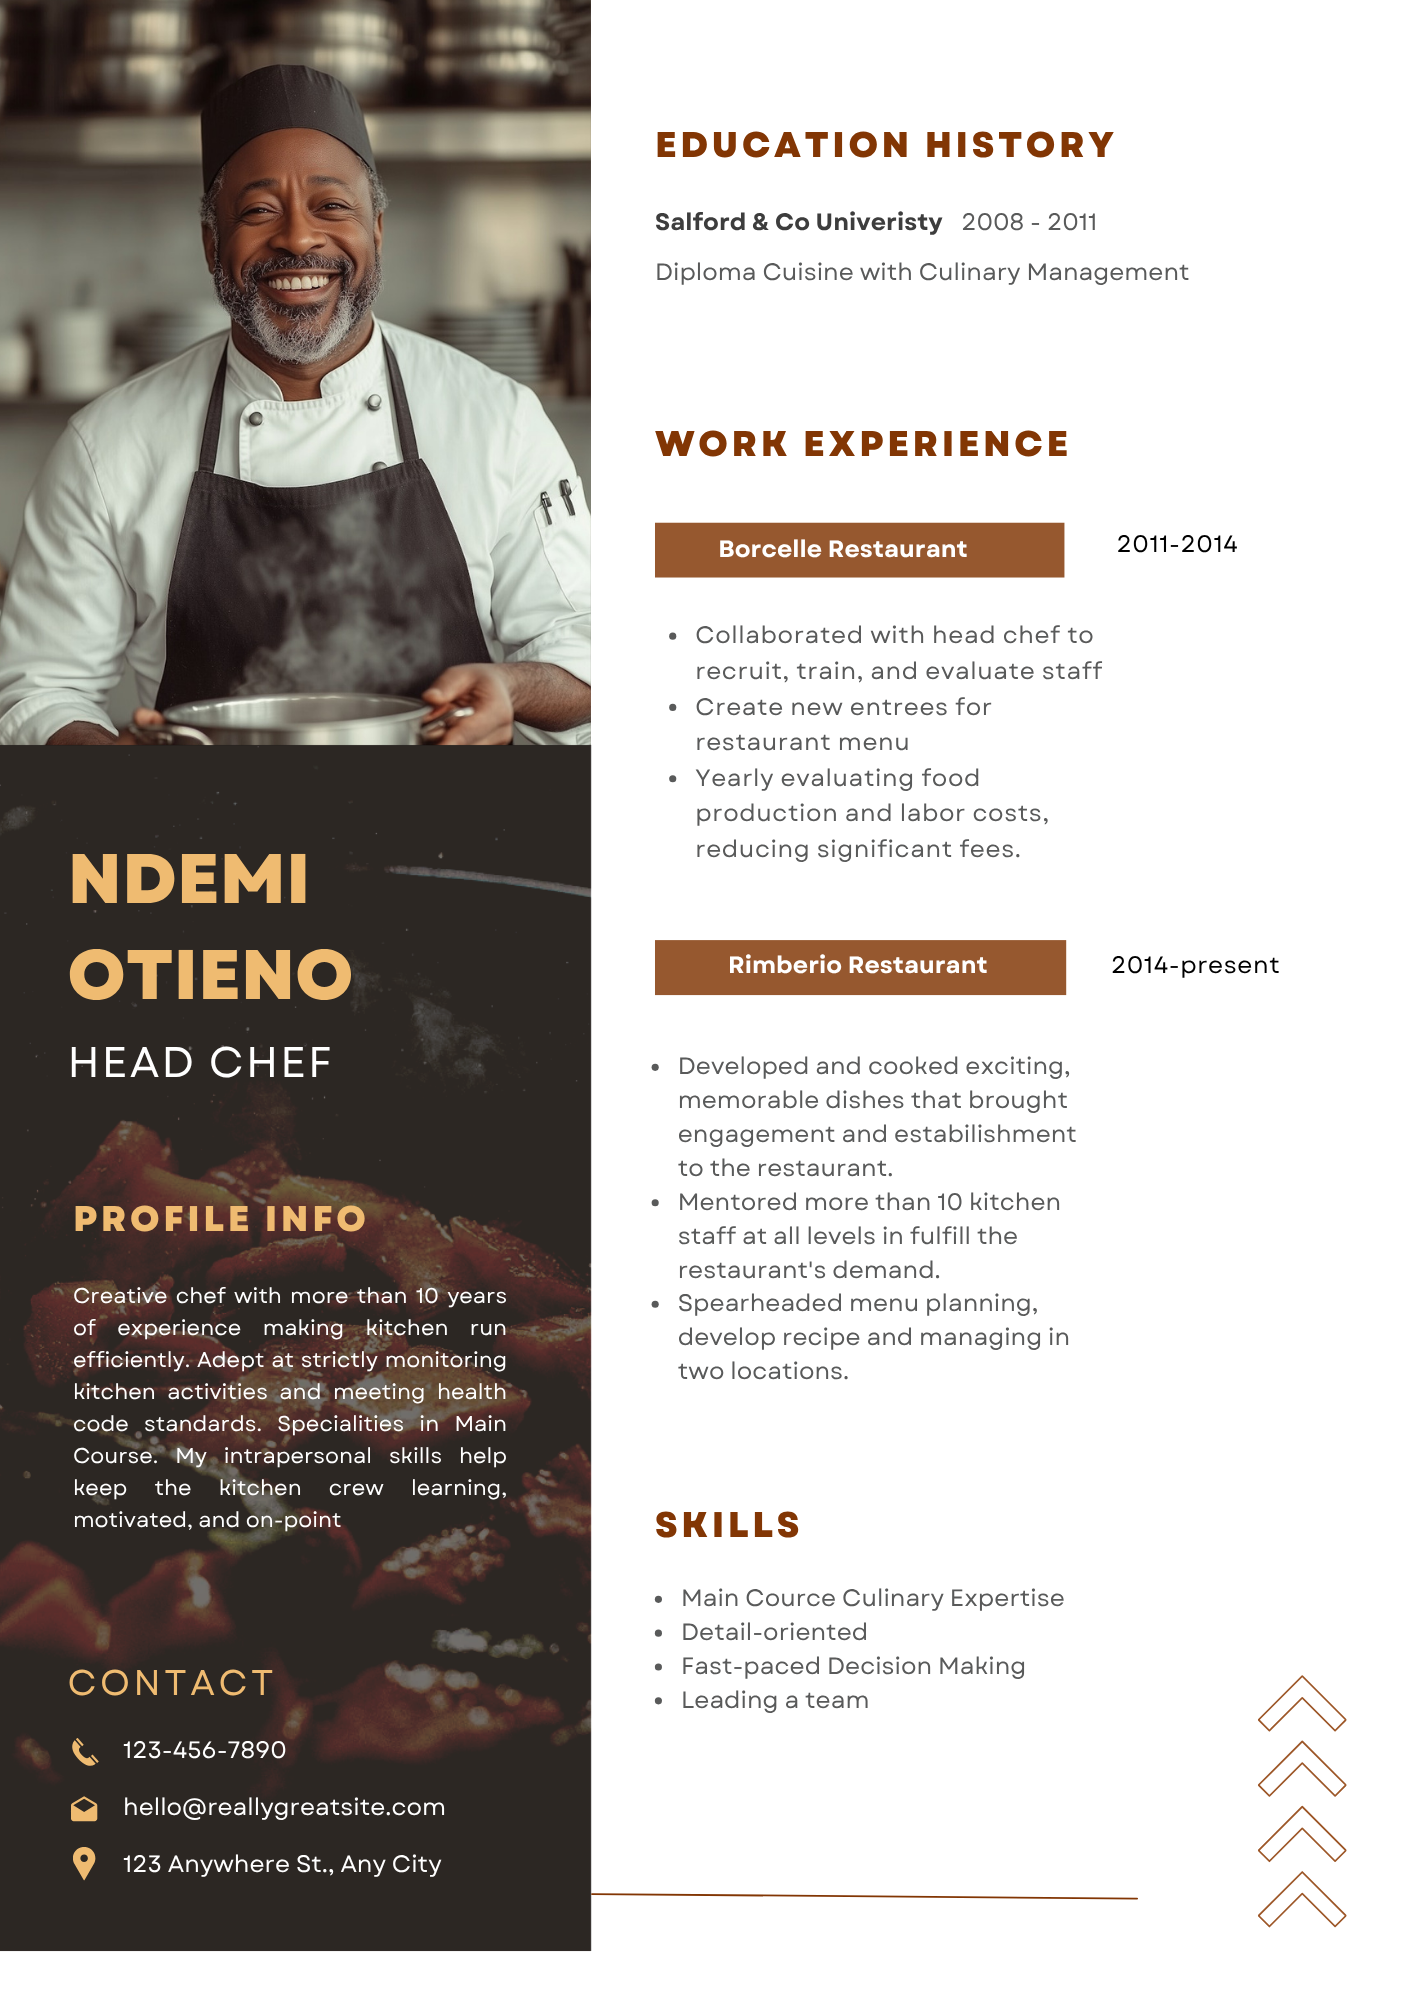 NDEMI
OTIENO
HEAD CHEF
PROFILE INFO
Creative chef with more than 10 years
of experience making kitchen run
efficiently. Adept at strictly monitoring
kitchen activities and meeting health
code standards. Specialities in Main
Course. My intrapersonal skills help
keep the kitchen crew learning,
motivated, and on-point
CONTACT
123-456-7890
hello@reallygreatsite.com
123 Anywhere St., Any City
EDUCATION HISTORY
Salford & Co Univeristy 2008 - 2011
Diploma Cuisine with Culinary Management
WORK EXPERIENCE
Borcelle Restaurant 2011-2014
• Collaborated with head chef to
recruit, train, and evaluate staff
• Create new entrees for
restaurant menu
• Yearly evaluating food
production and labor costs,
reducing significant fees.
Rimberio Restaurant 2014-present
• Developed and cooked exciting,
memorable dishes that brought
engagement and estabilishment
to the restaurant.
• Mentored more than 10 kitchen
staff at all levels in fulfill the
restaurant's demand.
• Spearheaded menu planning,
develop recipe and managing in
two locations.
SKILLS
• Main Cource Culinary Expertise
• Detail-oriented
• Fast-paced Decision Making
• Leading a team